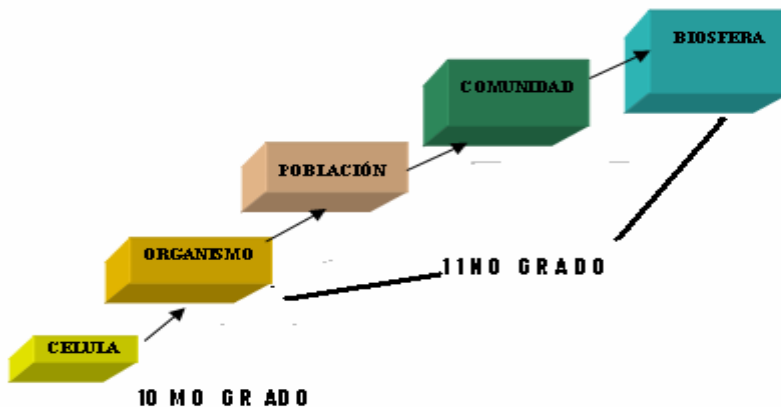 BIOSFERA
COMUNIDAD
POBLACIÓN
ORGANISMO
11NO GRADO
CELULA
10 MO GRADO